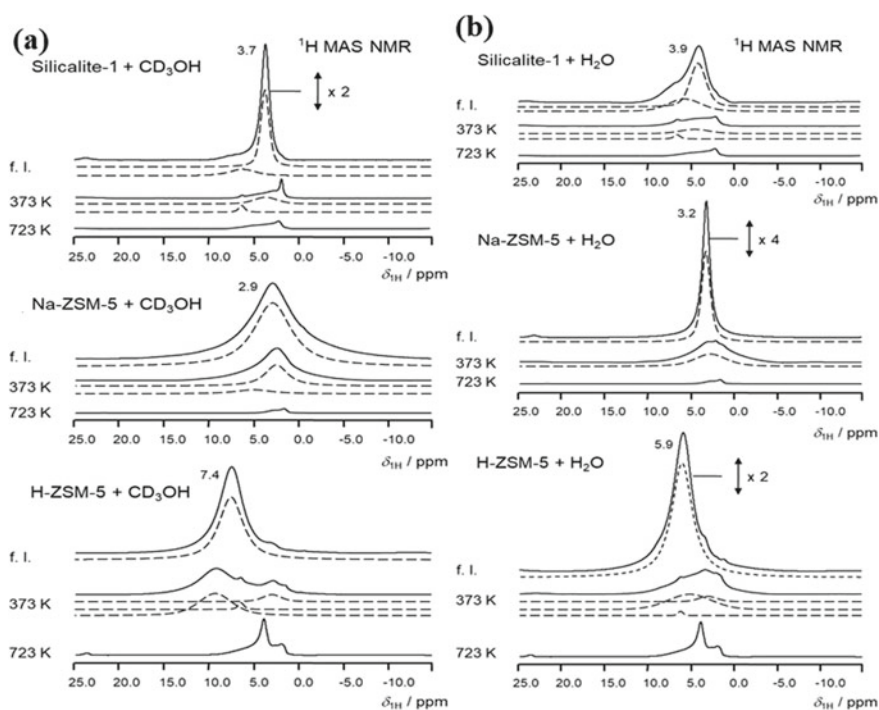 (a)
Silicalite-1 + CD₃OH
3.7
¹H MAS NMR
x 2
f. l.
373 K
723 K
25.0 20.0 15.0 10.0 5.0 0.0 -5.0 -10.0
δ1H / ppm
Na-ZSM-5 + CD₃OH
2.9
f. l.
373 K
723 K
25.0 20.0 15.0 10.0 5.0 0.0 -5.0 -10.0
δ1H / ppm
H-ZSM-5 + CD₃OH
7.4
f. l.
373 K
723 K
25.0 20.0 15.0 10.0 5.0 0.0 -5.0 -10.0
δ1H / ppm
(b)
Silicalite-1 + H₂O
3.9
¹H MAS NMR
f. l.
373 K
723 K
25.0 20.0 15.0 10.0 5.0 0.0 -5.0 -10.0
δ1H / ppm
Na-ZSM-5 + H₂O
3.2
x 4
f. l.
373 K
723 K
25.0 20.0 15.0 10.0 5.0 0.0 -5.0 -10.0
δ1H / ppm
H-ZSM-5 + H₂O
5.9
x 2
f. l.
373 K
723 K
25.0 20.0 15.0 10.0 5.0 0.0 -5.0 -10.0
δ1H / ppm